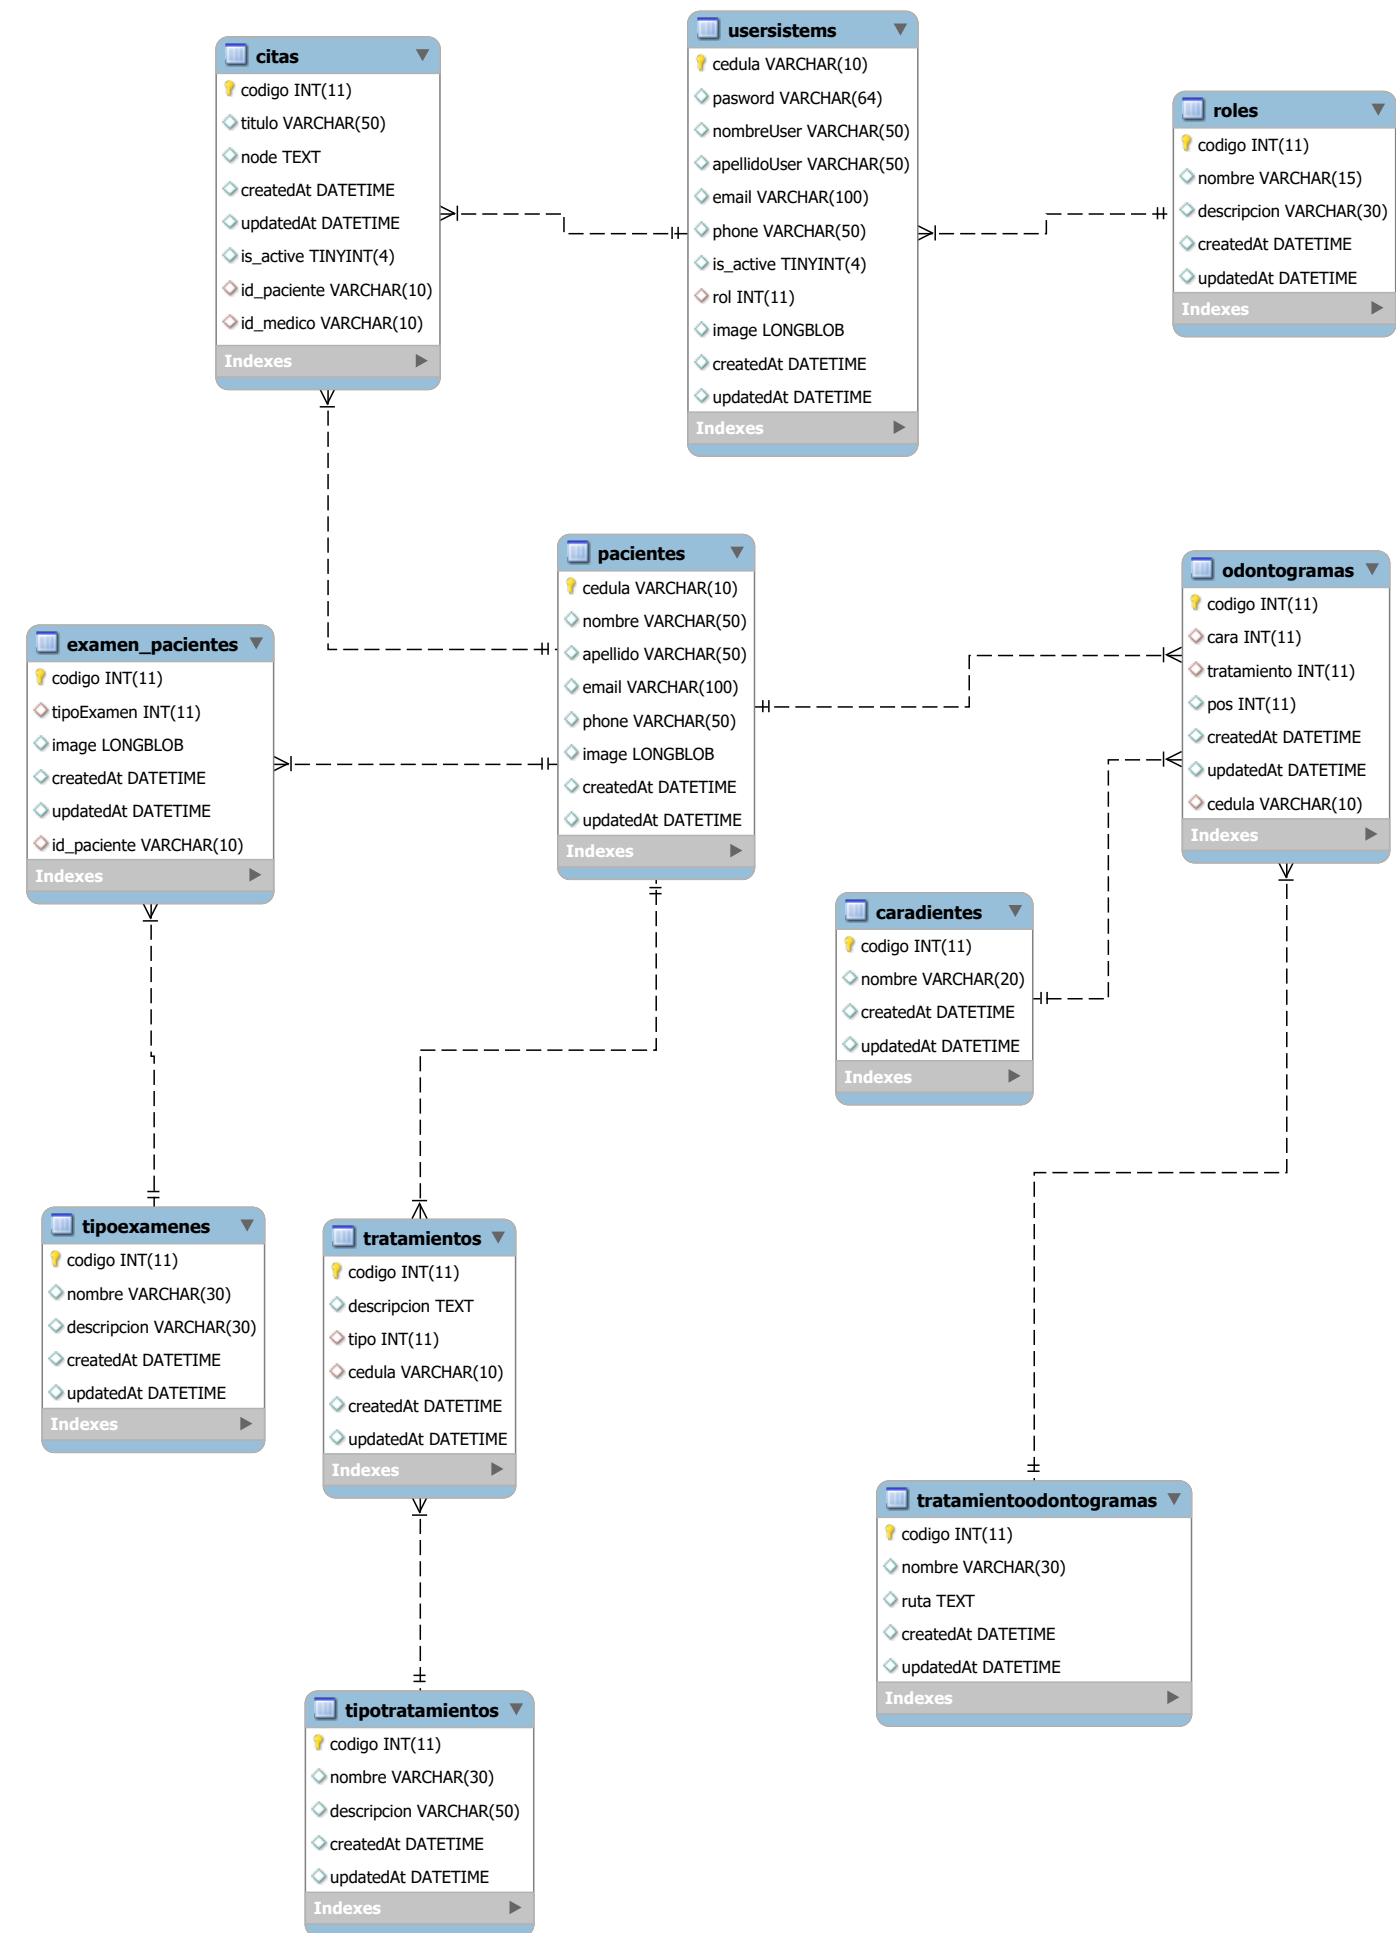 citas
codigo INT(11)
titulo VARCHAR(50)
node TEXT
createdAt DATETIME
updatedAt DATETIME
is_active TINYINT(4)
id_paciente VARCHAR(10)
id_medico VARCHAR(10)
Indexes
usersistems
cedula VARCHAR(10)
pasword VARCHAR(64)
nombreUser VARCHAR(50)
apellidoUser VARCHAR(50)
email VARCHAR(100)
phone VARCHAR(50)
is_active TINYINT(4)
rol INT(11)
image LONGBLOB
createdAt DATETIME
updatedAt DATETIME
Indexes
roles
codigo INT(11)
nombre VARCHAR(15)
descripcion VARCHAR(30)
createdAt DATETIME
updatedAt DATETIME
Indexes
pacientes
cedula VARCHAR(10)
nombre VARCHAR(50)
apellido VARCHAR(50)
email VARCHAR(100)
phone VARCHAR(50)
image LONGBLOB
createdAt DATETIME
updatedAt DATETIME
Indexes
odontogramas
codigo INT(11)
cara INT(11)
tratamiento INT(11)
pos INT(11)
createdAt DATETIME
updatedAt DATETIME
cedula VARCHAR(10)
Indexes
examen_pacientes
codigo INT(11)
tipoExamen INT(11)
image LONGBLOB
createdAt DATETIME
updatedAt DATETIME
id_paciente VARCHAR(10)
Indexes
caradientes
codigo INT(11)
nombre VARCHAR(20)
createdAt DATETIME
updatedAt DATETIME
Indexes
tipoexamenes
codigo INT(11)
nombre VARCHAR(30)
descripcion VARCHAR(30)
createdAt DATETIME
updatedAt DATETIME
Indexes
tratamientos
codigo INT(11)
descripcion TEXT
tipo INT(11)
cedula VARCHAR(10)
createdAt DATETIME
updatedAt DATETIME
Indexes
tratamientoodontogramas
codigo INT(11)
nombre VARCHAR(30)
ruta TEXT
createdAt DATETIME
updatedAt DATETIME
Indexes
tipotratamientos
codigo INT(11)
nombre VARCHAR(30)
descripcion VARCHAR(50)
createdAt DATETIME
updatedAt DATETIME
Indexes